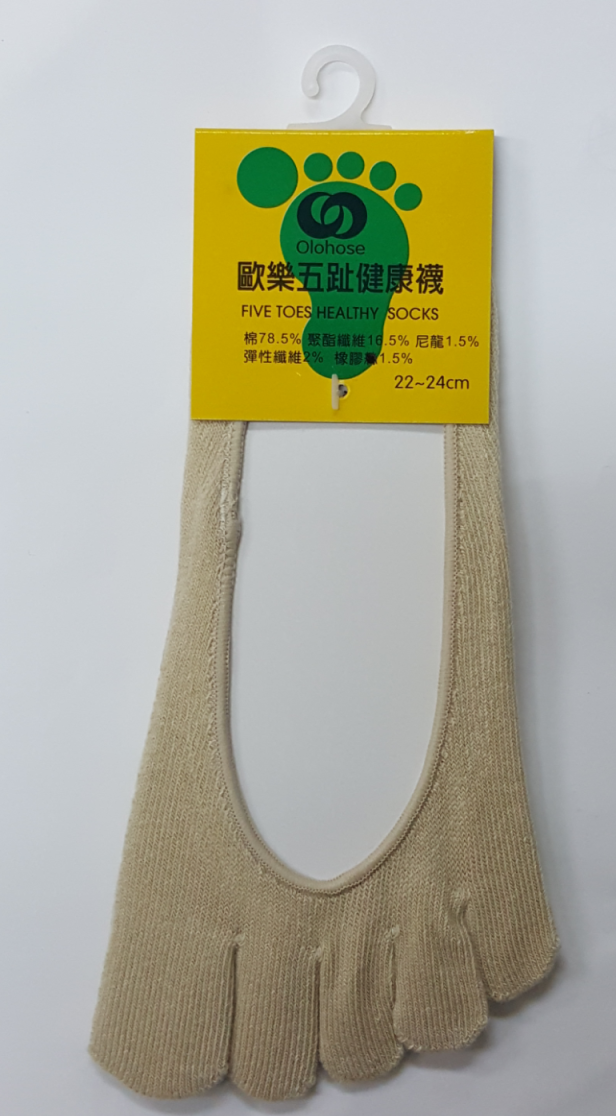 Olohose
歐樂五趾健康襪
FIVE TOES HEALTHY SOCKS
棉78.5% 聚酯纖維16.5% 尼龍1.5%
彈性纖維2% 橡膠1.5%
22~24cm